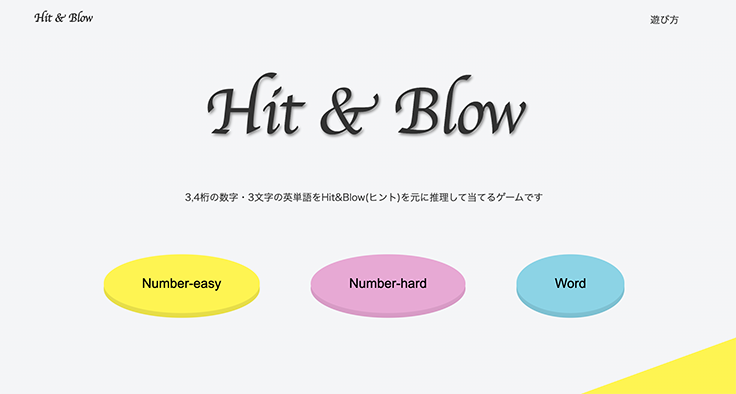 Hit & Blow
遊び方
Hit & Blow
3,4桁の数字・3文字の英単語をHit&Blow(ヒント)を元に推理して当てるゲームです
Number-easy
Number-hard
Word